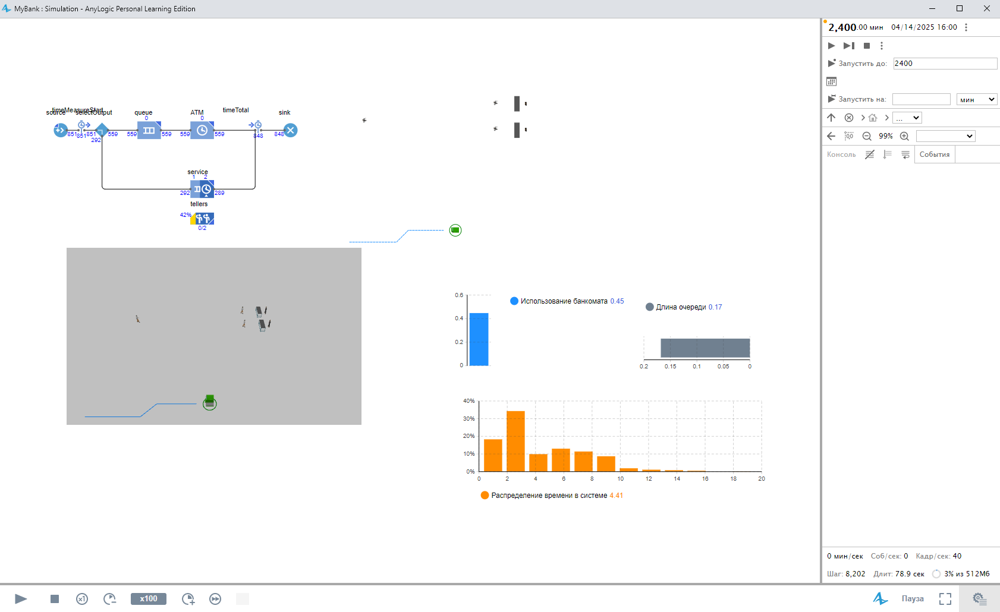 MyBank : Simulation - AnyLogic Personal Learning Edition
2,400.00 мин 04/14/2025 16:00
Запустить до: 2400
Запустить на: мин
...
99%
Консоль События
timeMeasureStart
source selectOutput queue ATM timeTotal sink
0 0
851 851 851 559 559 559 559 559 848 848
292
service
1 2
292 289
tellers
42%
0/2
0.6
0.4
0.2
0
Использование банкомата 0.45
Длина очереди 0.17
0.2 0.15 0.1 0.05 0
40%
30%
20%
10%
0%
0 2 4 6 8 10 12 14 16 18 20
Распределение времени в системе 4.41
0 мин/сек Соб/сек: 0 Кадр/сек: 40
Шаг: 8,202 Длит: 78.9 сек 3% из 512Мб
x1 x100 Пауза